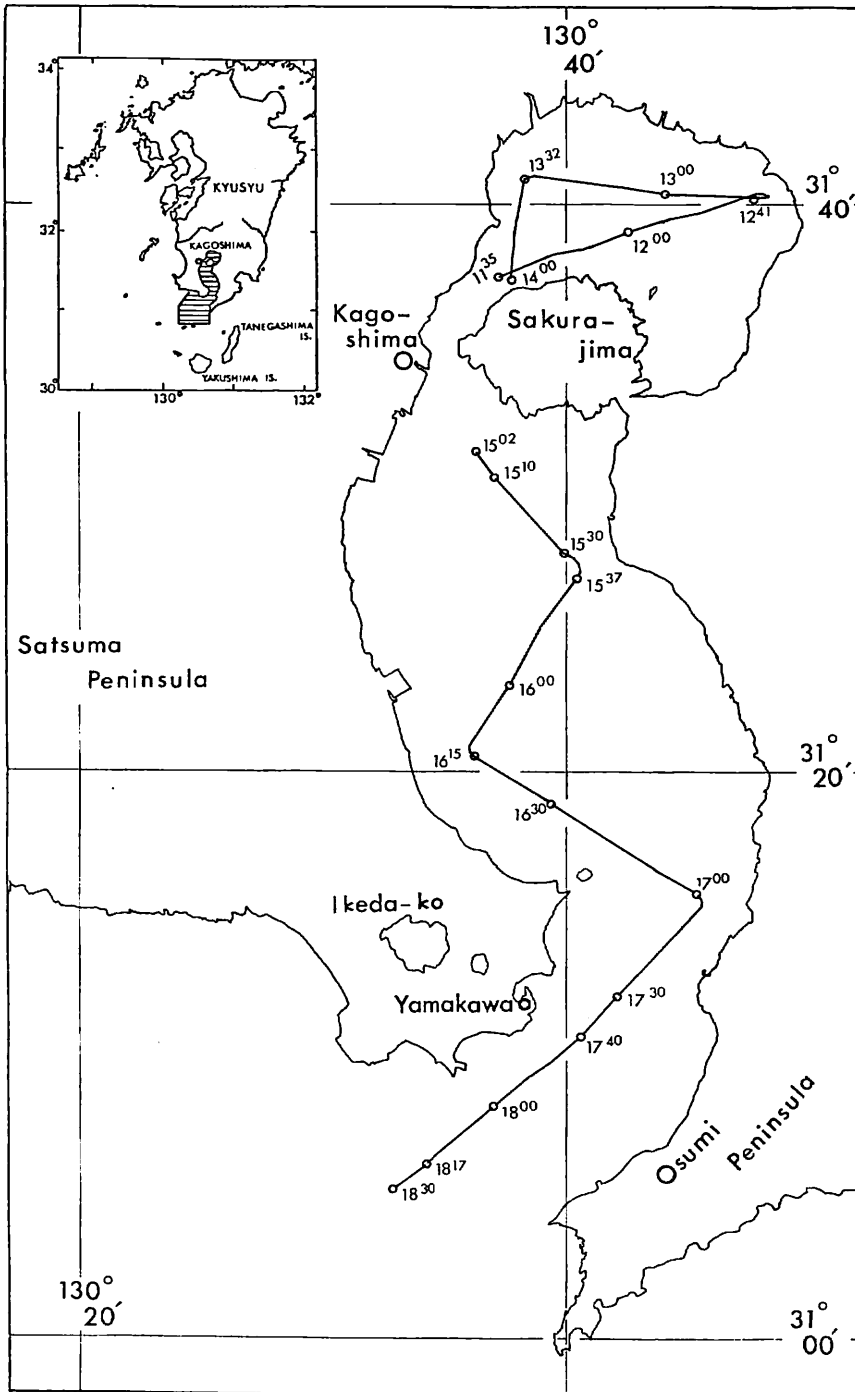 130°
40′
34°
32°
30°
130°
132°
KYUSYU
KAGOSHIMA
TANEGASHIMA
IS.
YAKUSHIMA IS.
13³²
13⁰⁰
31°
40′
12⁴¹
12⁰⁰
11³⁵
14⁰⁰
Kago-
shima
Sakura-
jima
15⁰²
15¹⁰
15³⁰
15³⁷
Satsuma
Peninsula
16⁰⁰
16¹⁵
31°
20′
16³⁰
17⁰⁰
Ikeda-ko
Yamakawa
17³⁰
17⁴⁰
18⁰⁰
18¹⁷
18³⁰
Osumi
Peninsula
130°
20′
31°
00′